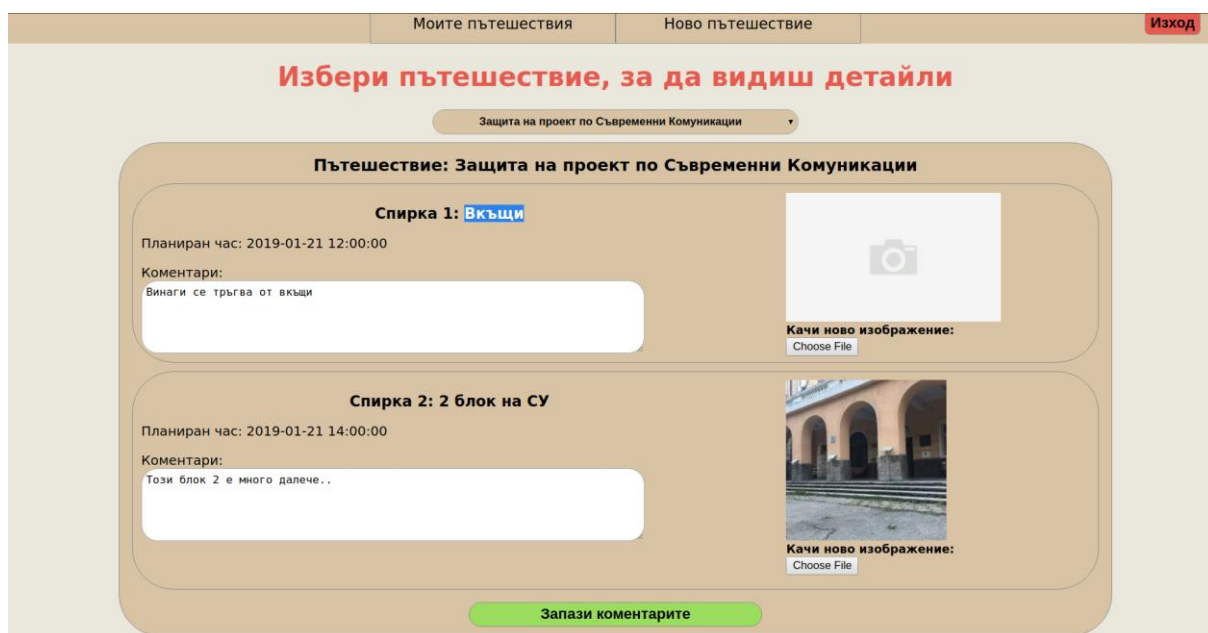 Моите пътешествия
Ново пътешествие
Изход
Избери пътешествие, за да видиш детайли
Защита на проект по Съвременни Комуникации
Пътешествие: Защита на проект по Съвременни Комуникации
Спирка 1: Вкъщи
Планиран час: 2019-01-21 12:00:00
Коментари:
Винаги се тръгва от вкъщи
Качи ново изображение:
Choose File
Спирка 2: 2 блок на СУ
Планиран час: 2019-01-21 14:00:00
Коментари:
Този блок 2 е много далече..
Качи ново изображение:
Choose File
Запази коментарите